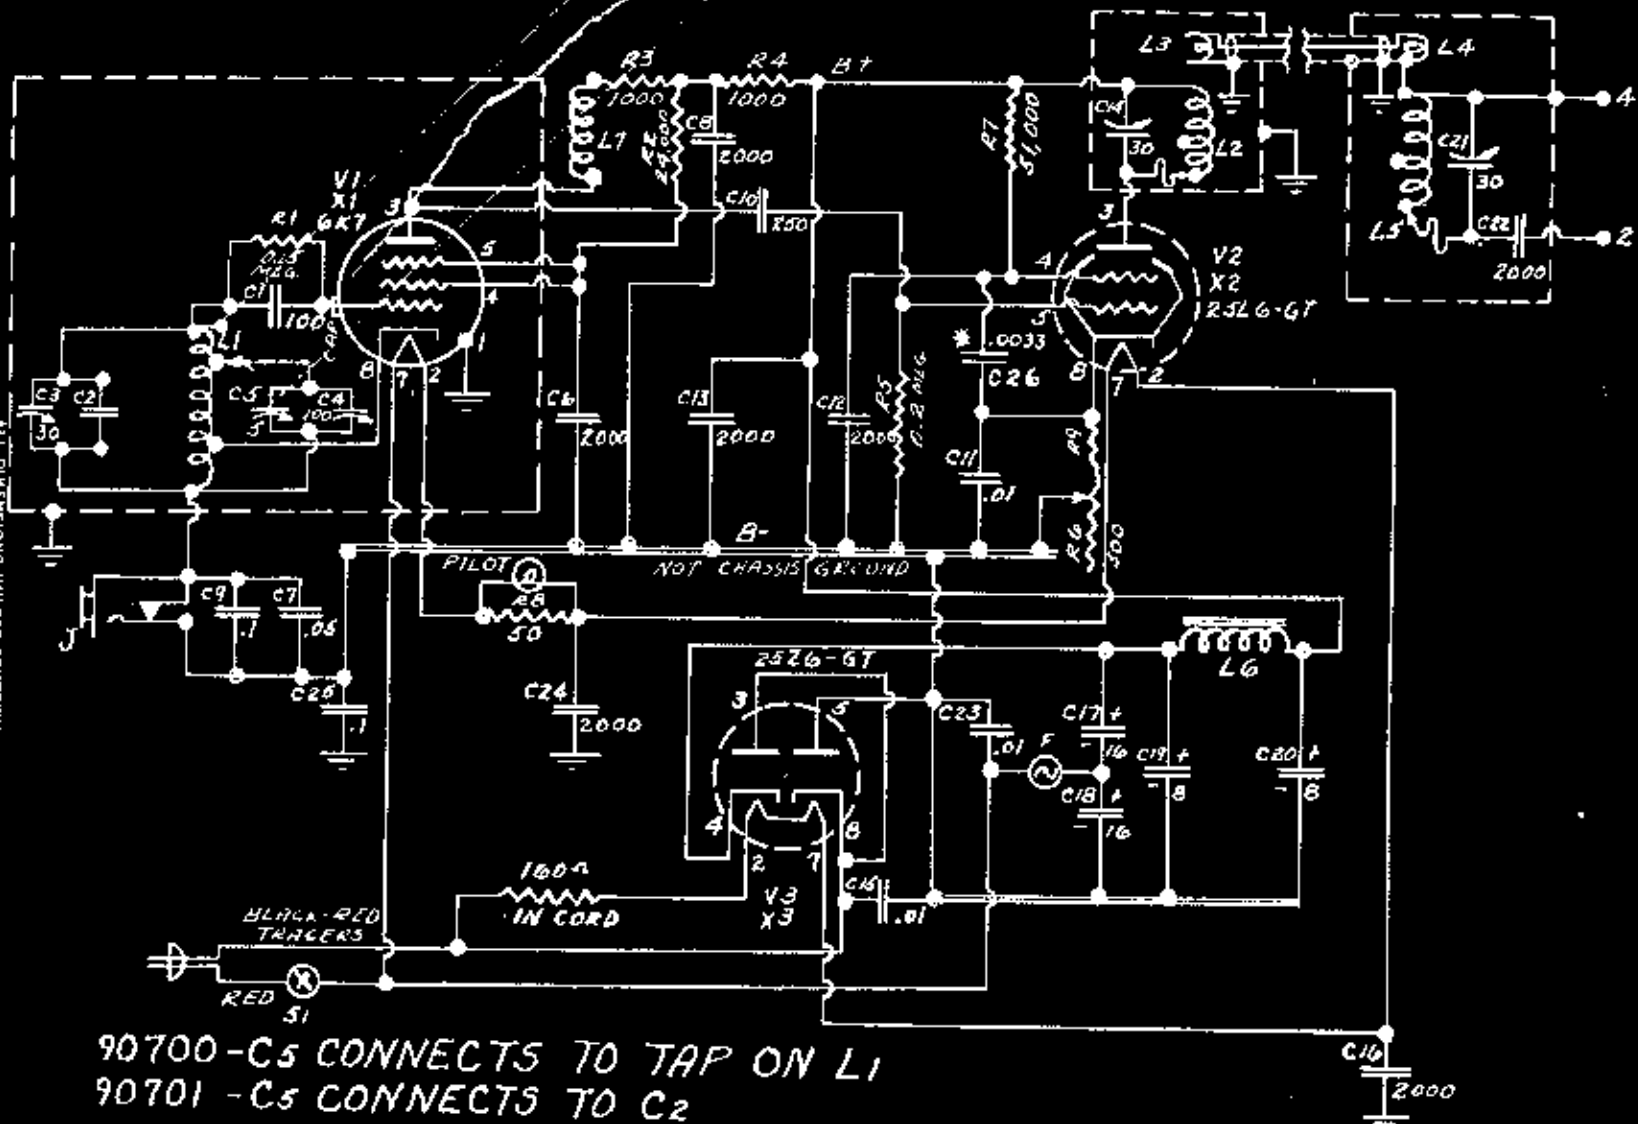 L3
L4
R3
1000
R4
1000
B+
4
C14
30
L2
C21
30
L7
C8
2000
R7
51,000
V1
X1
6K7
3
R1
C10
250
3
L5
C22
2000
2
5
4
V2
X2
25L6-GT
4
5
C1
100
L1
1
* .0033
C26
8
7
2
8
7
2
C3
30
C2
C5
5
C4
100
CAP
C6
2000
C13
2000
C12
2000
R5
0.2 MEG
C11
.01
R9
R6
500
B-
NOT CHASSIS GROUND
PILOT
R8
50
J
C9
.1
C7
.05
C25
.1
C24
2000
25Z6-GT
3
5
L6
C23
.01
F
C17 +
- 16
C18 +
- 16
C19 +
- 8
C20 +
- 8
4
8
2
7
V3
X3
160Ω
IN CORD
C15
.01
BLACK-RED
TRACERS
RED
S1
90700 -C5 CONNECTS TO TAP ON L1
90701 -C5 CONNECTS TO C2
C16
2000